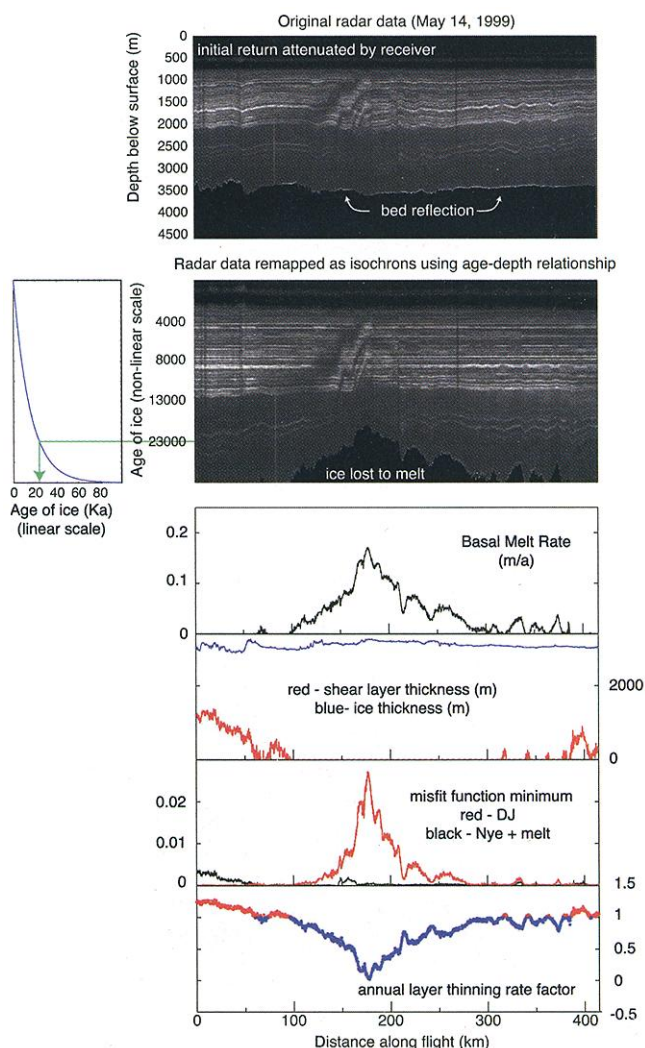 Original radar data (May 14, 1999)
Depth below surface (m)
0
500
1000
1500
2000
2500
3000
3500
4000
4500
initial return attenuated by receiver
bed reflection
Radar data remapped as isochrons using age-depth relationship
Age of ice (non-linear scale)
4000
8000
13000
23000
ice lost to melt
0 20 40 60 80
Age of ice (Ka)
(linear scale)
0.2
0.1
0
Basal Melt Rate
(m/a)
red - shear layer thickness (m)
blue- ice thickness (m)
2000
0
0.02
0.01
0
misfit function minimum
red - DJ
black - Nye + melt
1.5
1
0.5
0
-0.5
annual layer thinning rate factor
0 100 200 300 400
Distance along flight (km)